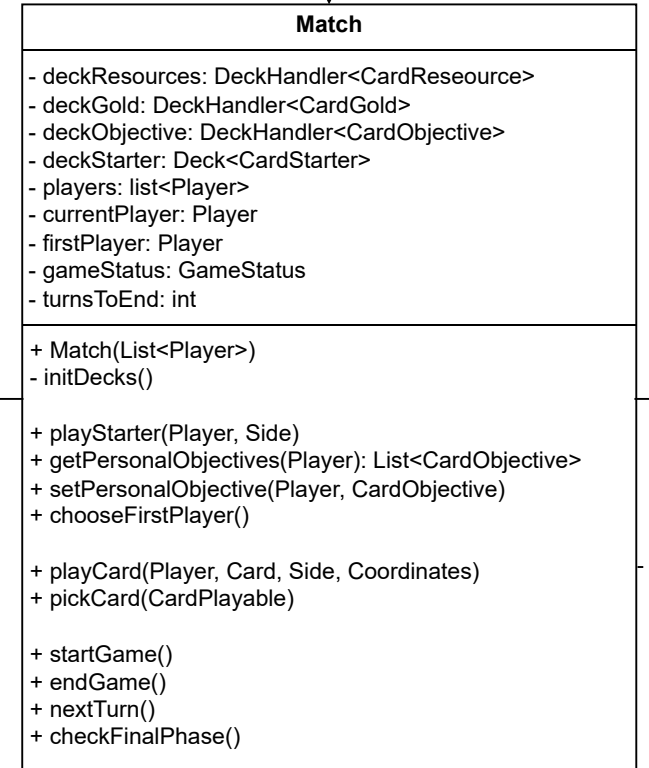 Match
- deckResources: DeckHandler<CardReseource>
- deckGold: DeckHandler<CardGold>
- deckObjective: DeckHandler<CardObjective>
- deckStarter: Deck<CardStarter>
- players: list<Player>
- currentPlayer: Player
- firstPlayer: Player
- gameStatus: GameStatus
- turnsToEnd: int
+ Match(List<Player>)
- initDecks()
+ playStarter(Player, Side)
+ getPersonalObjectives(Player): List<CardObjective>
+ setPersonalObjective(Player, CardObjective)
+ chooseFirstPlayer()
+ playCard(Player, Card, Side, Coordinates)
+ pickCard(CardPlayable)
+ startGame()
+ endGame()
+ nextTurn()
+ checkFinalPhase()